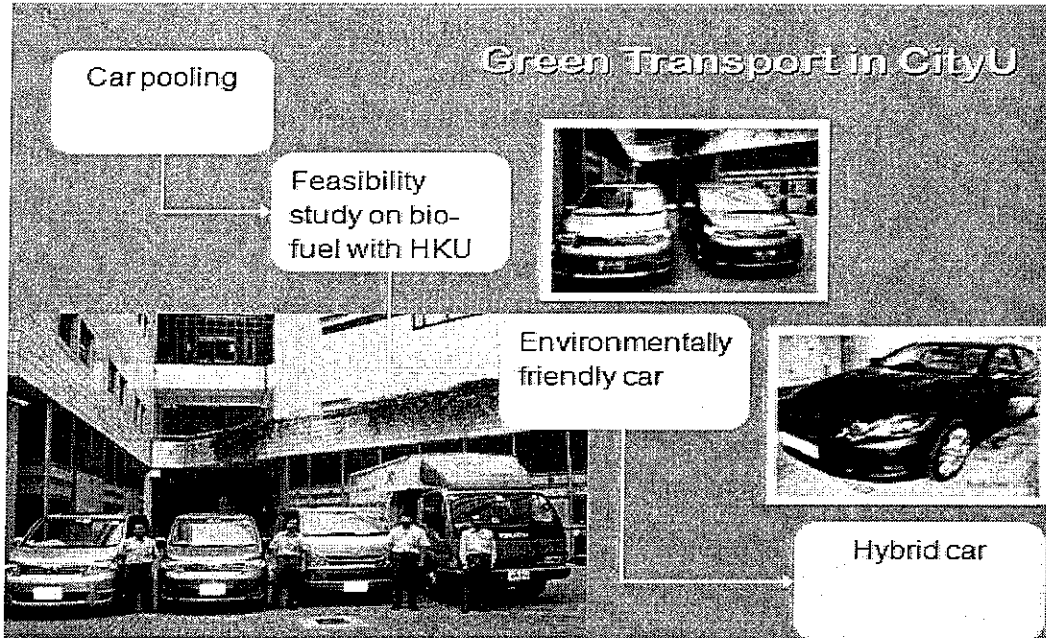 Green Transport in CityU
Car pooling
Feasibility
study on bio-
fuel with HKU
Environmentally
friendly car
Hybrid car